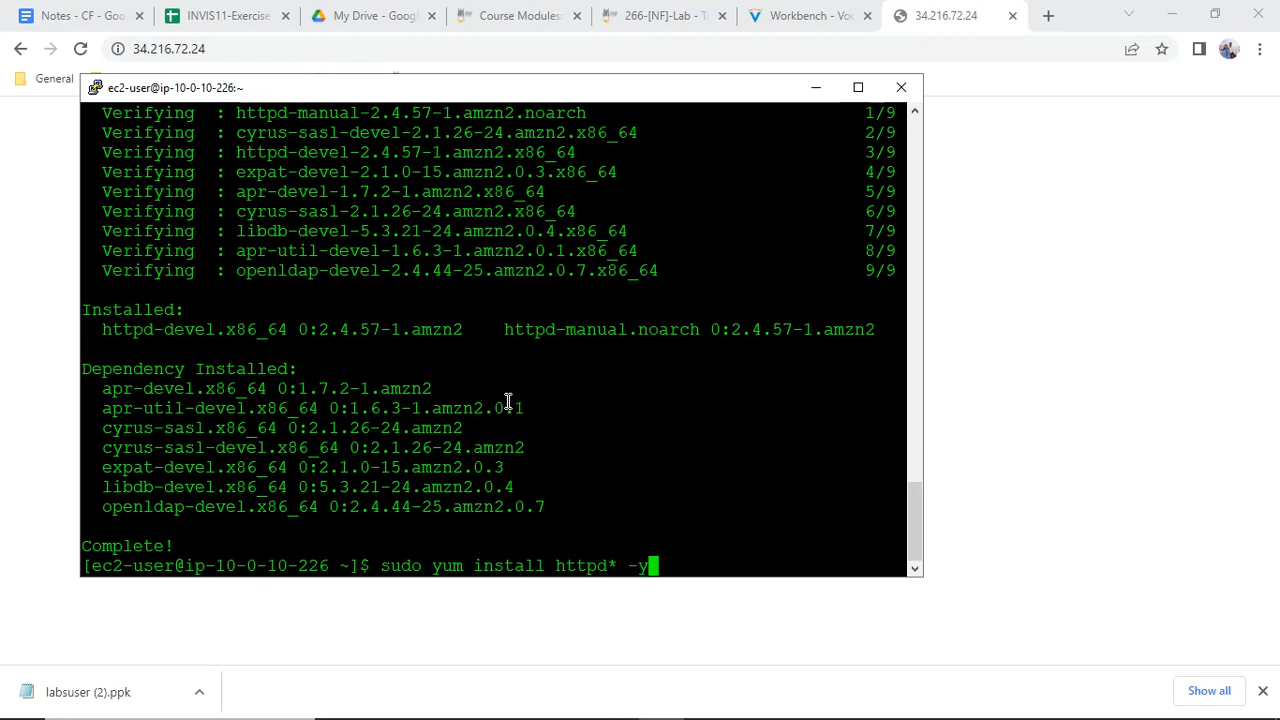 Notes - CF - Goo
INVIS11-Exercise
My Drive - Googl
Course Modules:
266-[NF]-Lab - T
Workbench - Voc
34.216.72.24
34.216.72.24
General
ec2-user@ip-10-0-10-226:~
Verifying : httpd-manual-2.4.57-1.amzn2.noarch 1/9
Verifying : cyrus-sasl-devel-2.1.26-24.amzn2.x86_64 2/9
Verifying : httpd-devel-2.4.57-1.amzn2.x86_64 3/9
Verifying : expat-devel-2.1.0-15.amzn2.0.3.x86_64 4/9
Verifying : apr-devel-1.7.2-1.amzn2.x86_64 5/9
Verifying : cyrus-sasl-2.1.26-24.amzn2.x86_64 6/9
Verifying : libdb-devel-5.3.21-24.amzn2.0.4.x86_64 7/9
Verifying : apr-util-devel-1.6.3-1.amzn2.0.1.x86_64 8/9
Verifying : openldap-devel-2.4.44-25.amzn2.0.7.x86_64 9/9
Installed:
httpd-devel.x86_64 0:2.4.57-1.amzn2 httpd-manual.noarch 0:2.4.57-1.amzn2
Dependency Installed:
apr-devel.x86_64 0:1.7.2-1.amzn2
apr-util-devel.x86_64 0:1.6.3-1.amzn2.0.1
cyrus-sasl.x86_64 0:2.1.26-24.amzn2
cyrus-sasl-devel.x86_64 0:2.1.26-24.amzn2
expat-devel.x86_64 0:2.1.0-15.amzn2.0.3
libdb-devel.x86_64 0:5.3.21-24.amzn2.0.4
openldap-devel.x86_64 0:2.4.44-25.amzn2.0.7
Complete!
[ec2-user@ip-10-0-10-226 ~]$ sudo yum install httpd* -y
labsuser (2).ppk
Show all